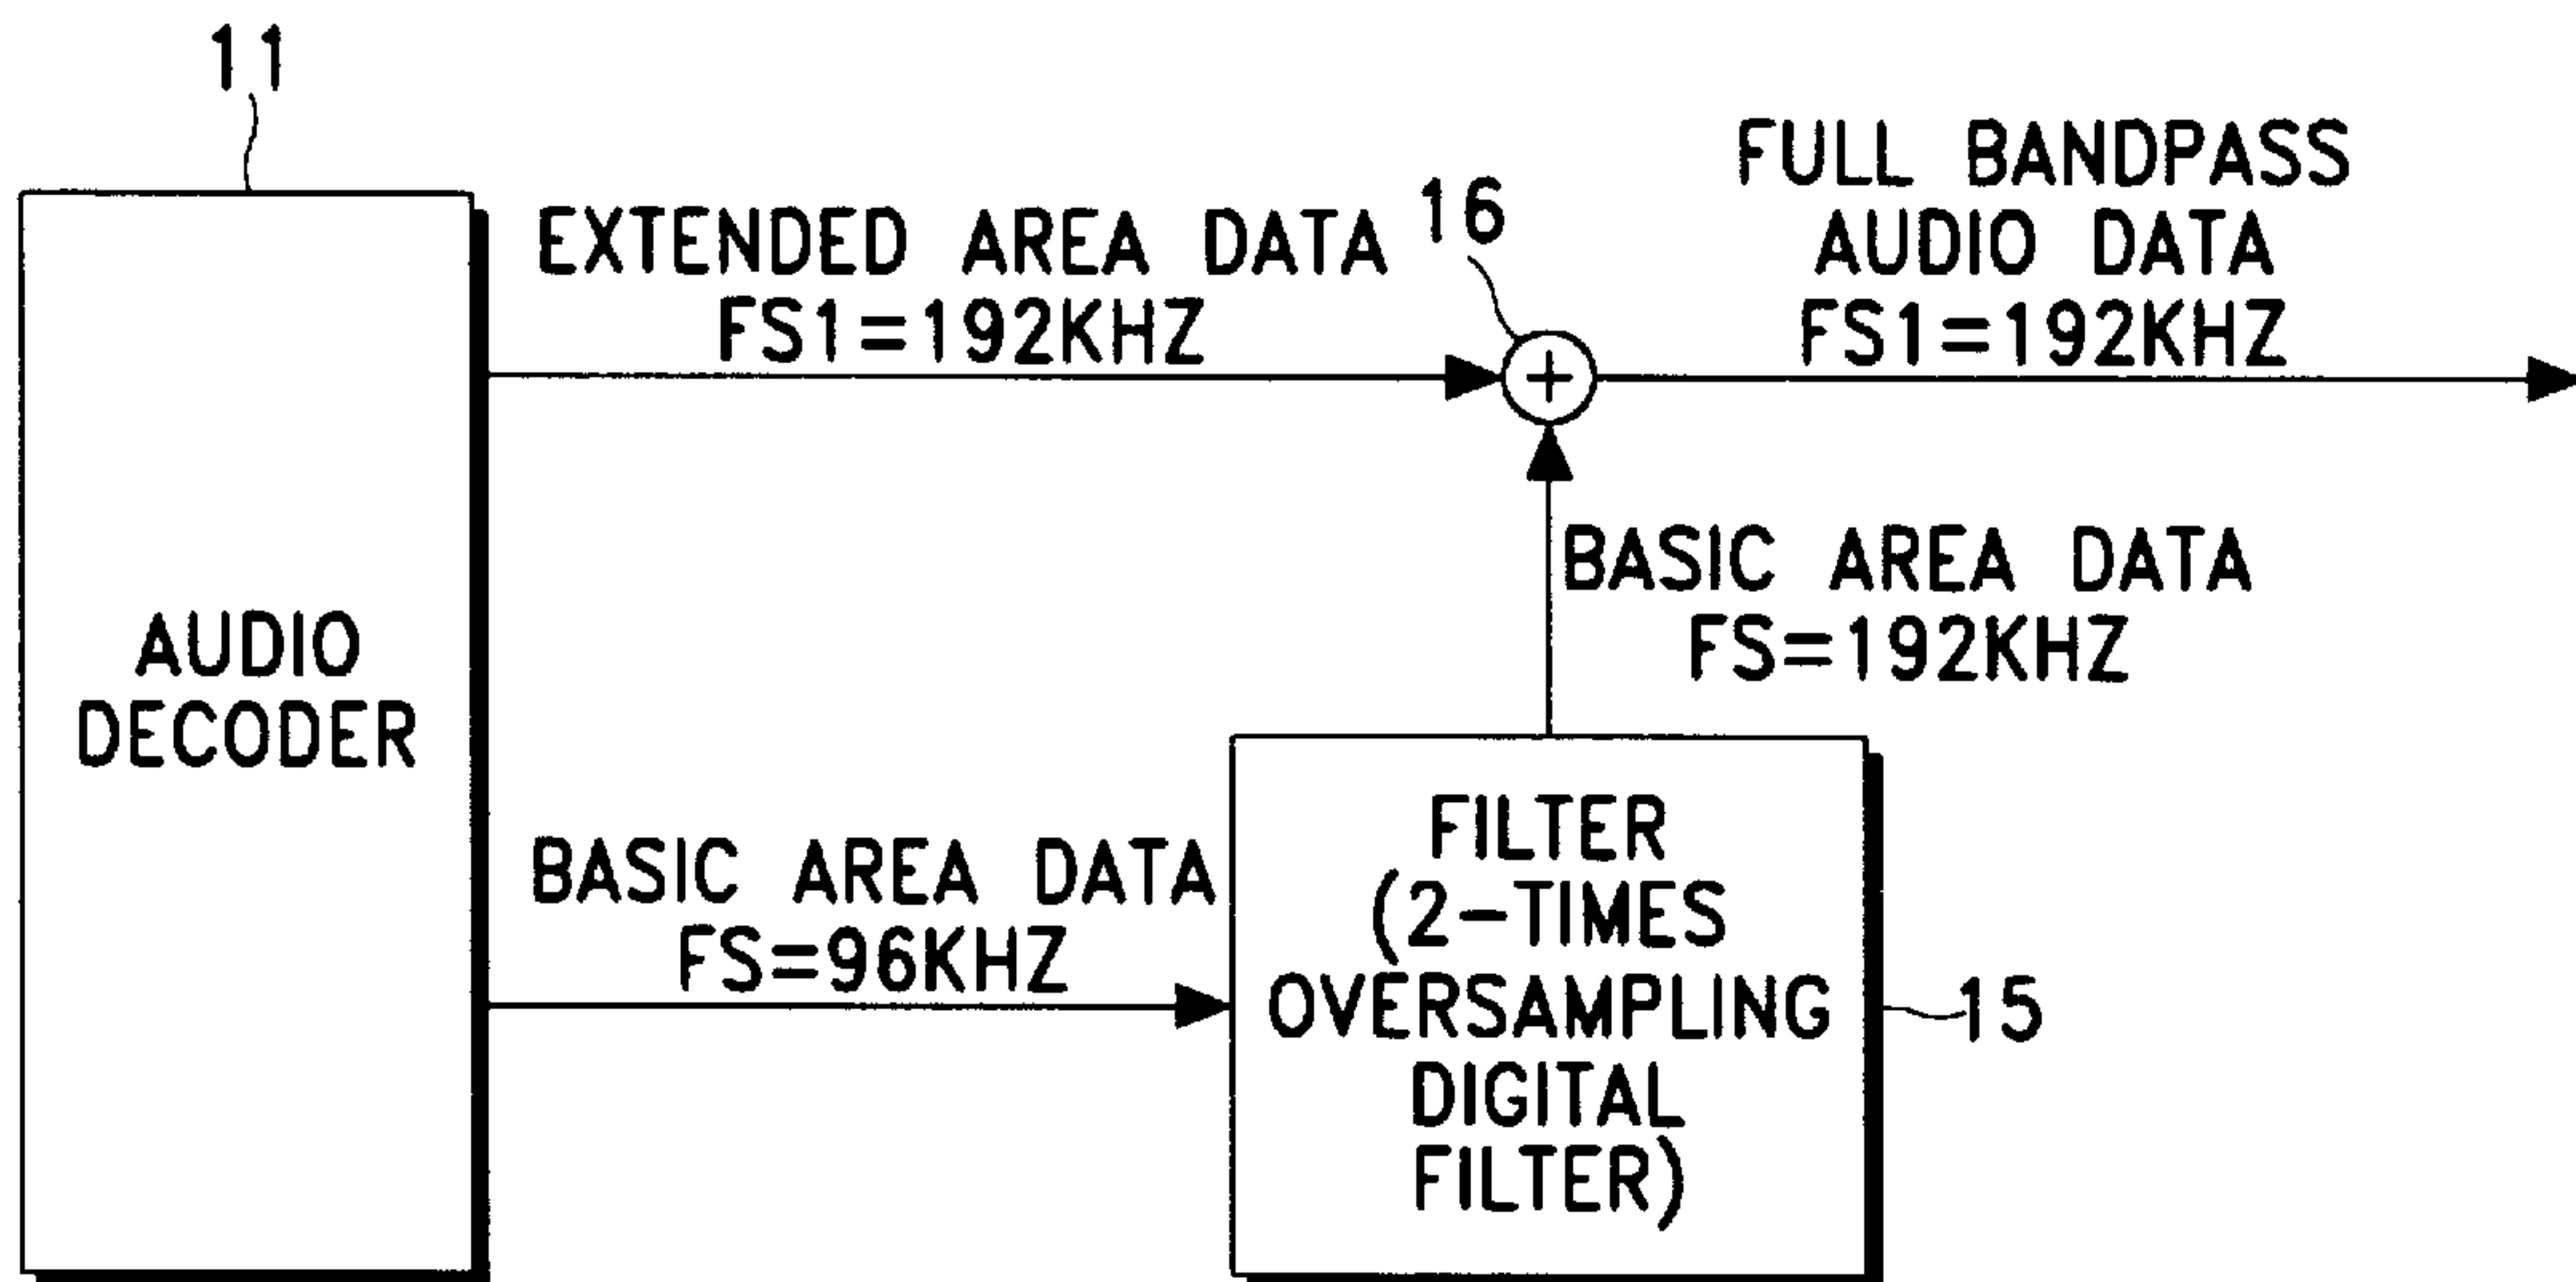 11
FULL BANDPASS
AUDIO DATA
FS1=192KHZ
16
EXTENDED AREA DATA
FS1=192KHZ
+
BASIC AREA DATA
FS=192KHZ
AUDIO
DECODER
BASIC AREA DATA
FS=96KHZ
FILTER
(2-TIMES
OVERSAMPLING
DIGITAL
FILTER)
15